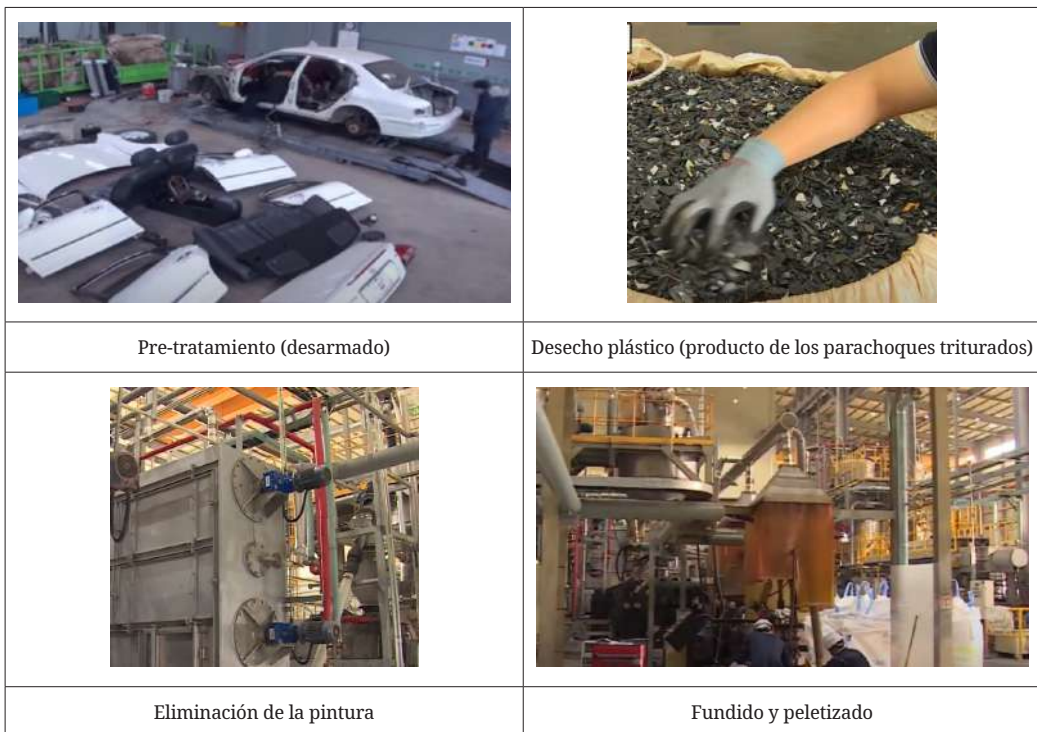 Pre-tratamiento (desarmado)
Desecho plástico (producto de los parachoques triturados)
Eliminación de la pintura
Fundido y peletizado